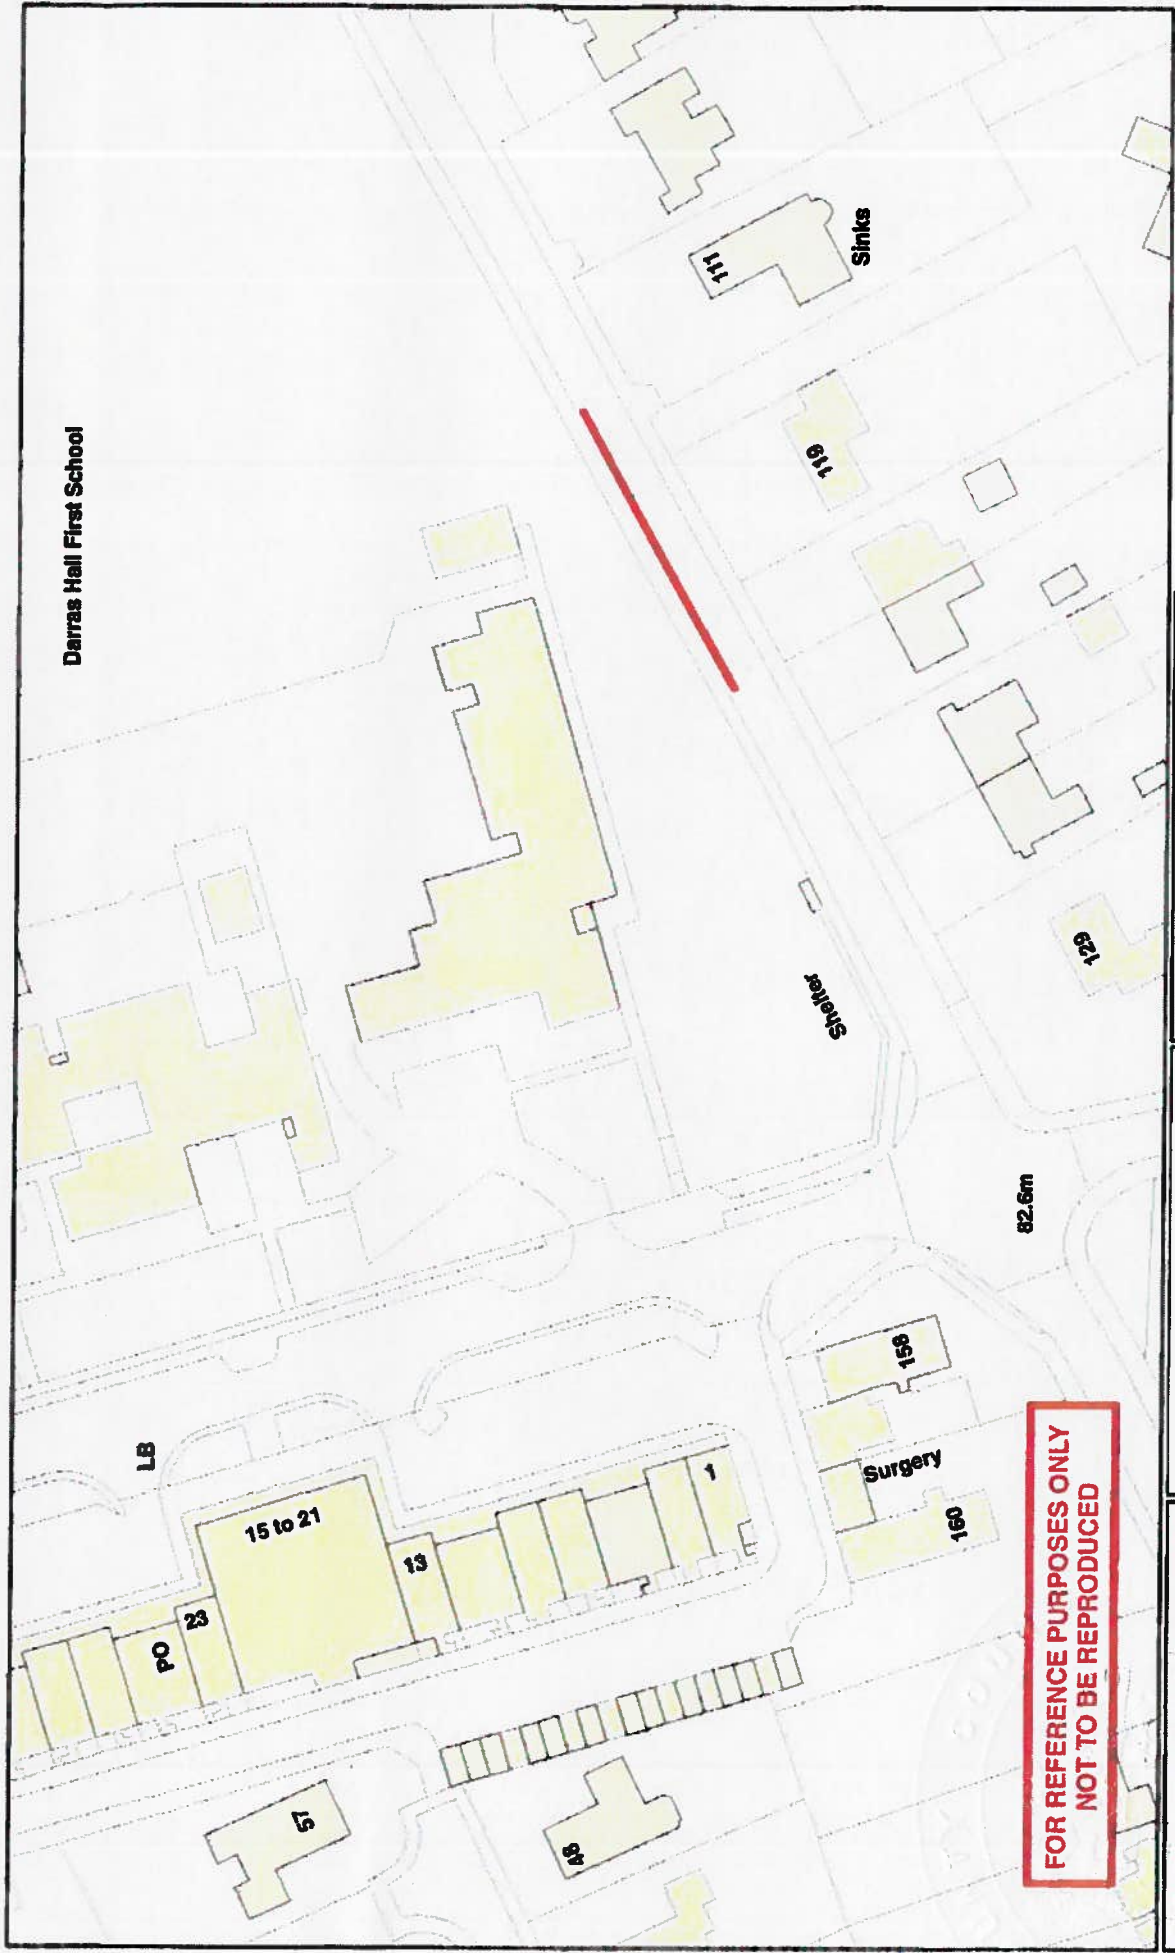 Darras Hall First School
111
Sinks
119
129
Shelter
82.6m
LB
15 to 21
13
1
23
PO
158
Surgery
160
57
48
FOR REFERENCE PURPOSES ONLY
NOT TO BE REPRODUCED